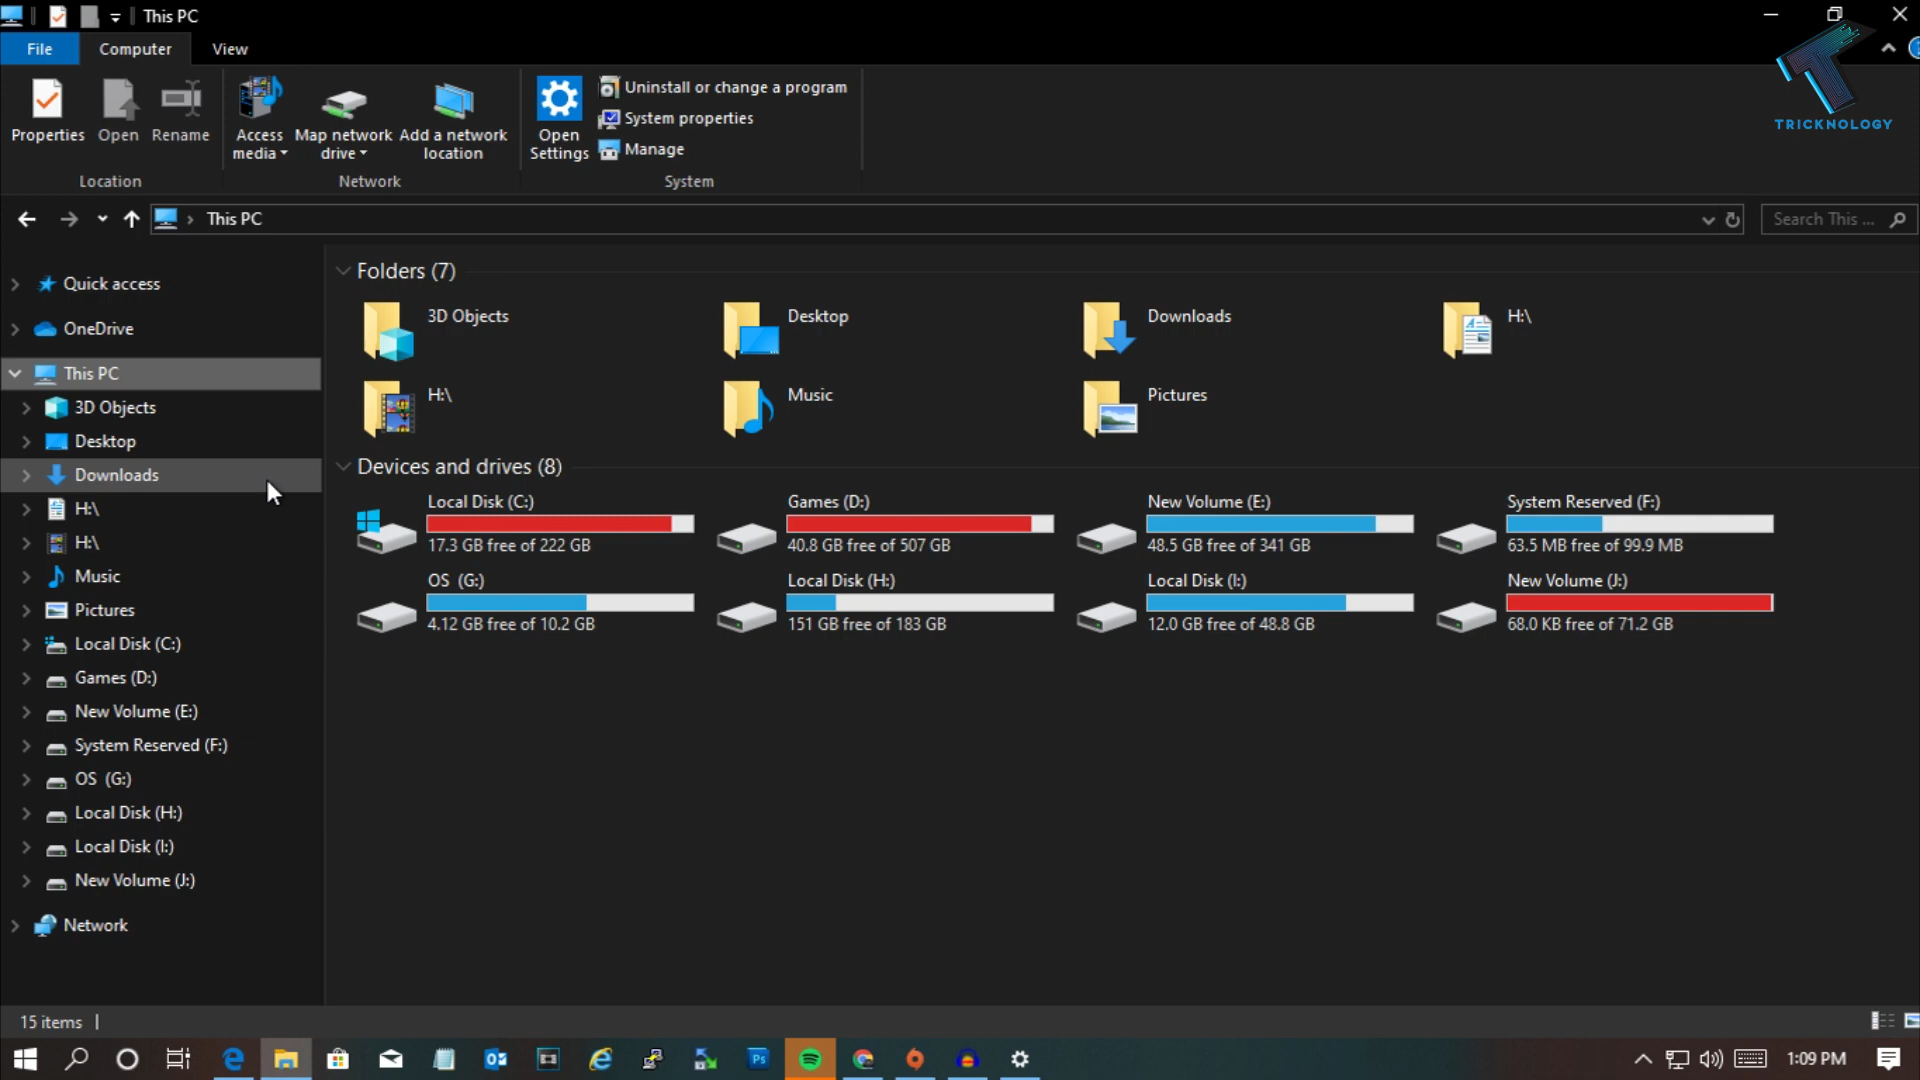 This PC
File Computer View
Properties Open Rename Access media Map network drive Add a network location Open Settings
Uninstall or change a program
System properties
Manage
Location Network System
TRICKNOLOGY
This PC
Search This ...
Quick access
OneDrive
This PC
3D Objects
Desktop
Downloads
H:\
H:\
Music
Pictures
Local Disk (C:)
Games (D:)
New Volume (E:)
System Reserved (F:)
OS (G:)
Local Disk (H:)
Local Disk (I:)
New Volume (J:)
Network
Folders (7)
3D Objects
Desktop
Downloads
H:\
H:\
Music
Pictures
Devices and drives (8)
Local Disk (C:)
17.3 GB free of 222 GB
Games (D:)
40.8 GB free of 507 GB
New Volume (E:)
48.5 GB free of 341 GB
System Reserved (F:)
63.5 MB free of 99.9 MB
OS (G:)
4.12 GB free of 10.2 GB
Local Disk (H:)
151 GB free of 183 GB
Local Disk (I:)
12.0 GB free of 48.8 GB
New Volume (J:)
68.0 KB free of 71.2 GB
15 items
Ps
1:09 PM